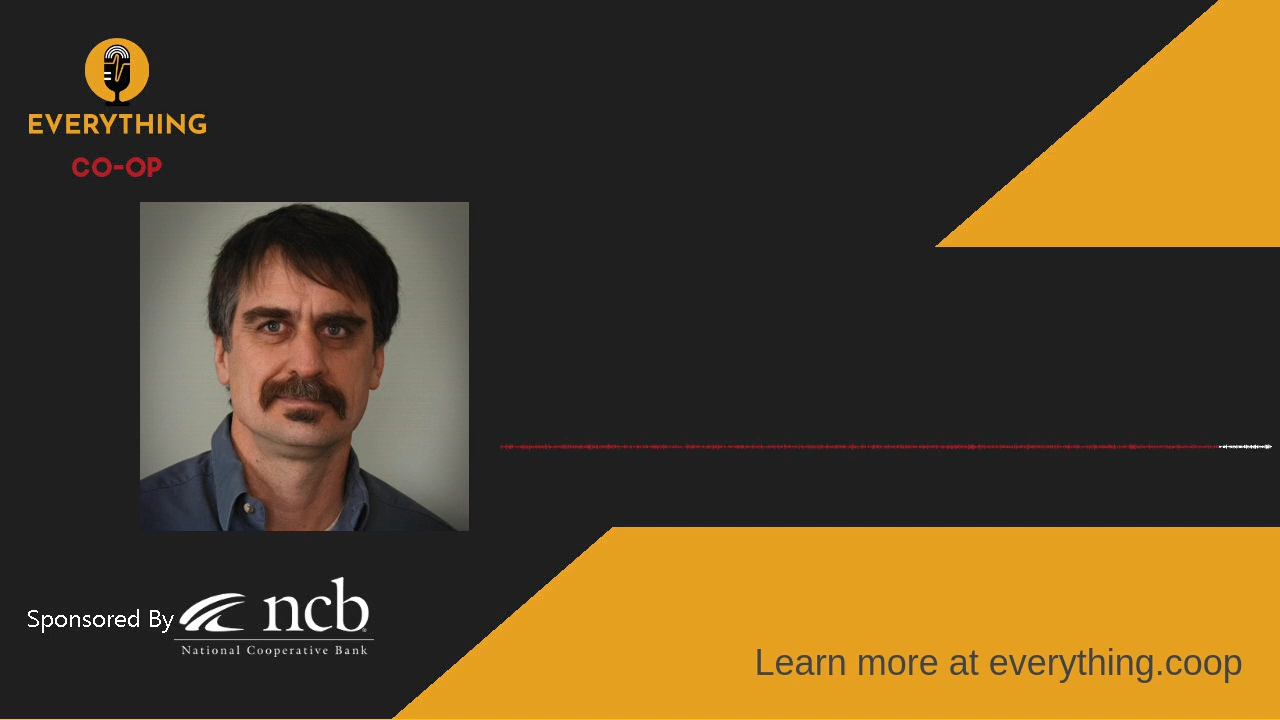 EVERYTHING
CO-OP
Sponsored By
ncb
National Cooperative Bank
Learn more at everything.coop